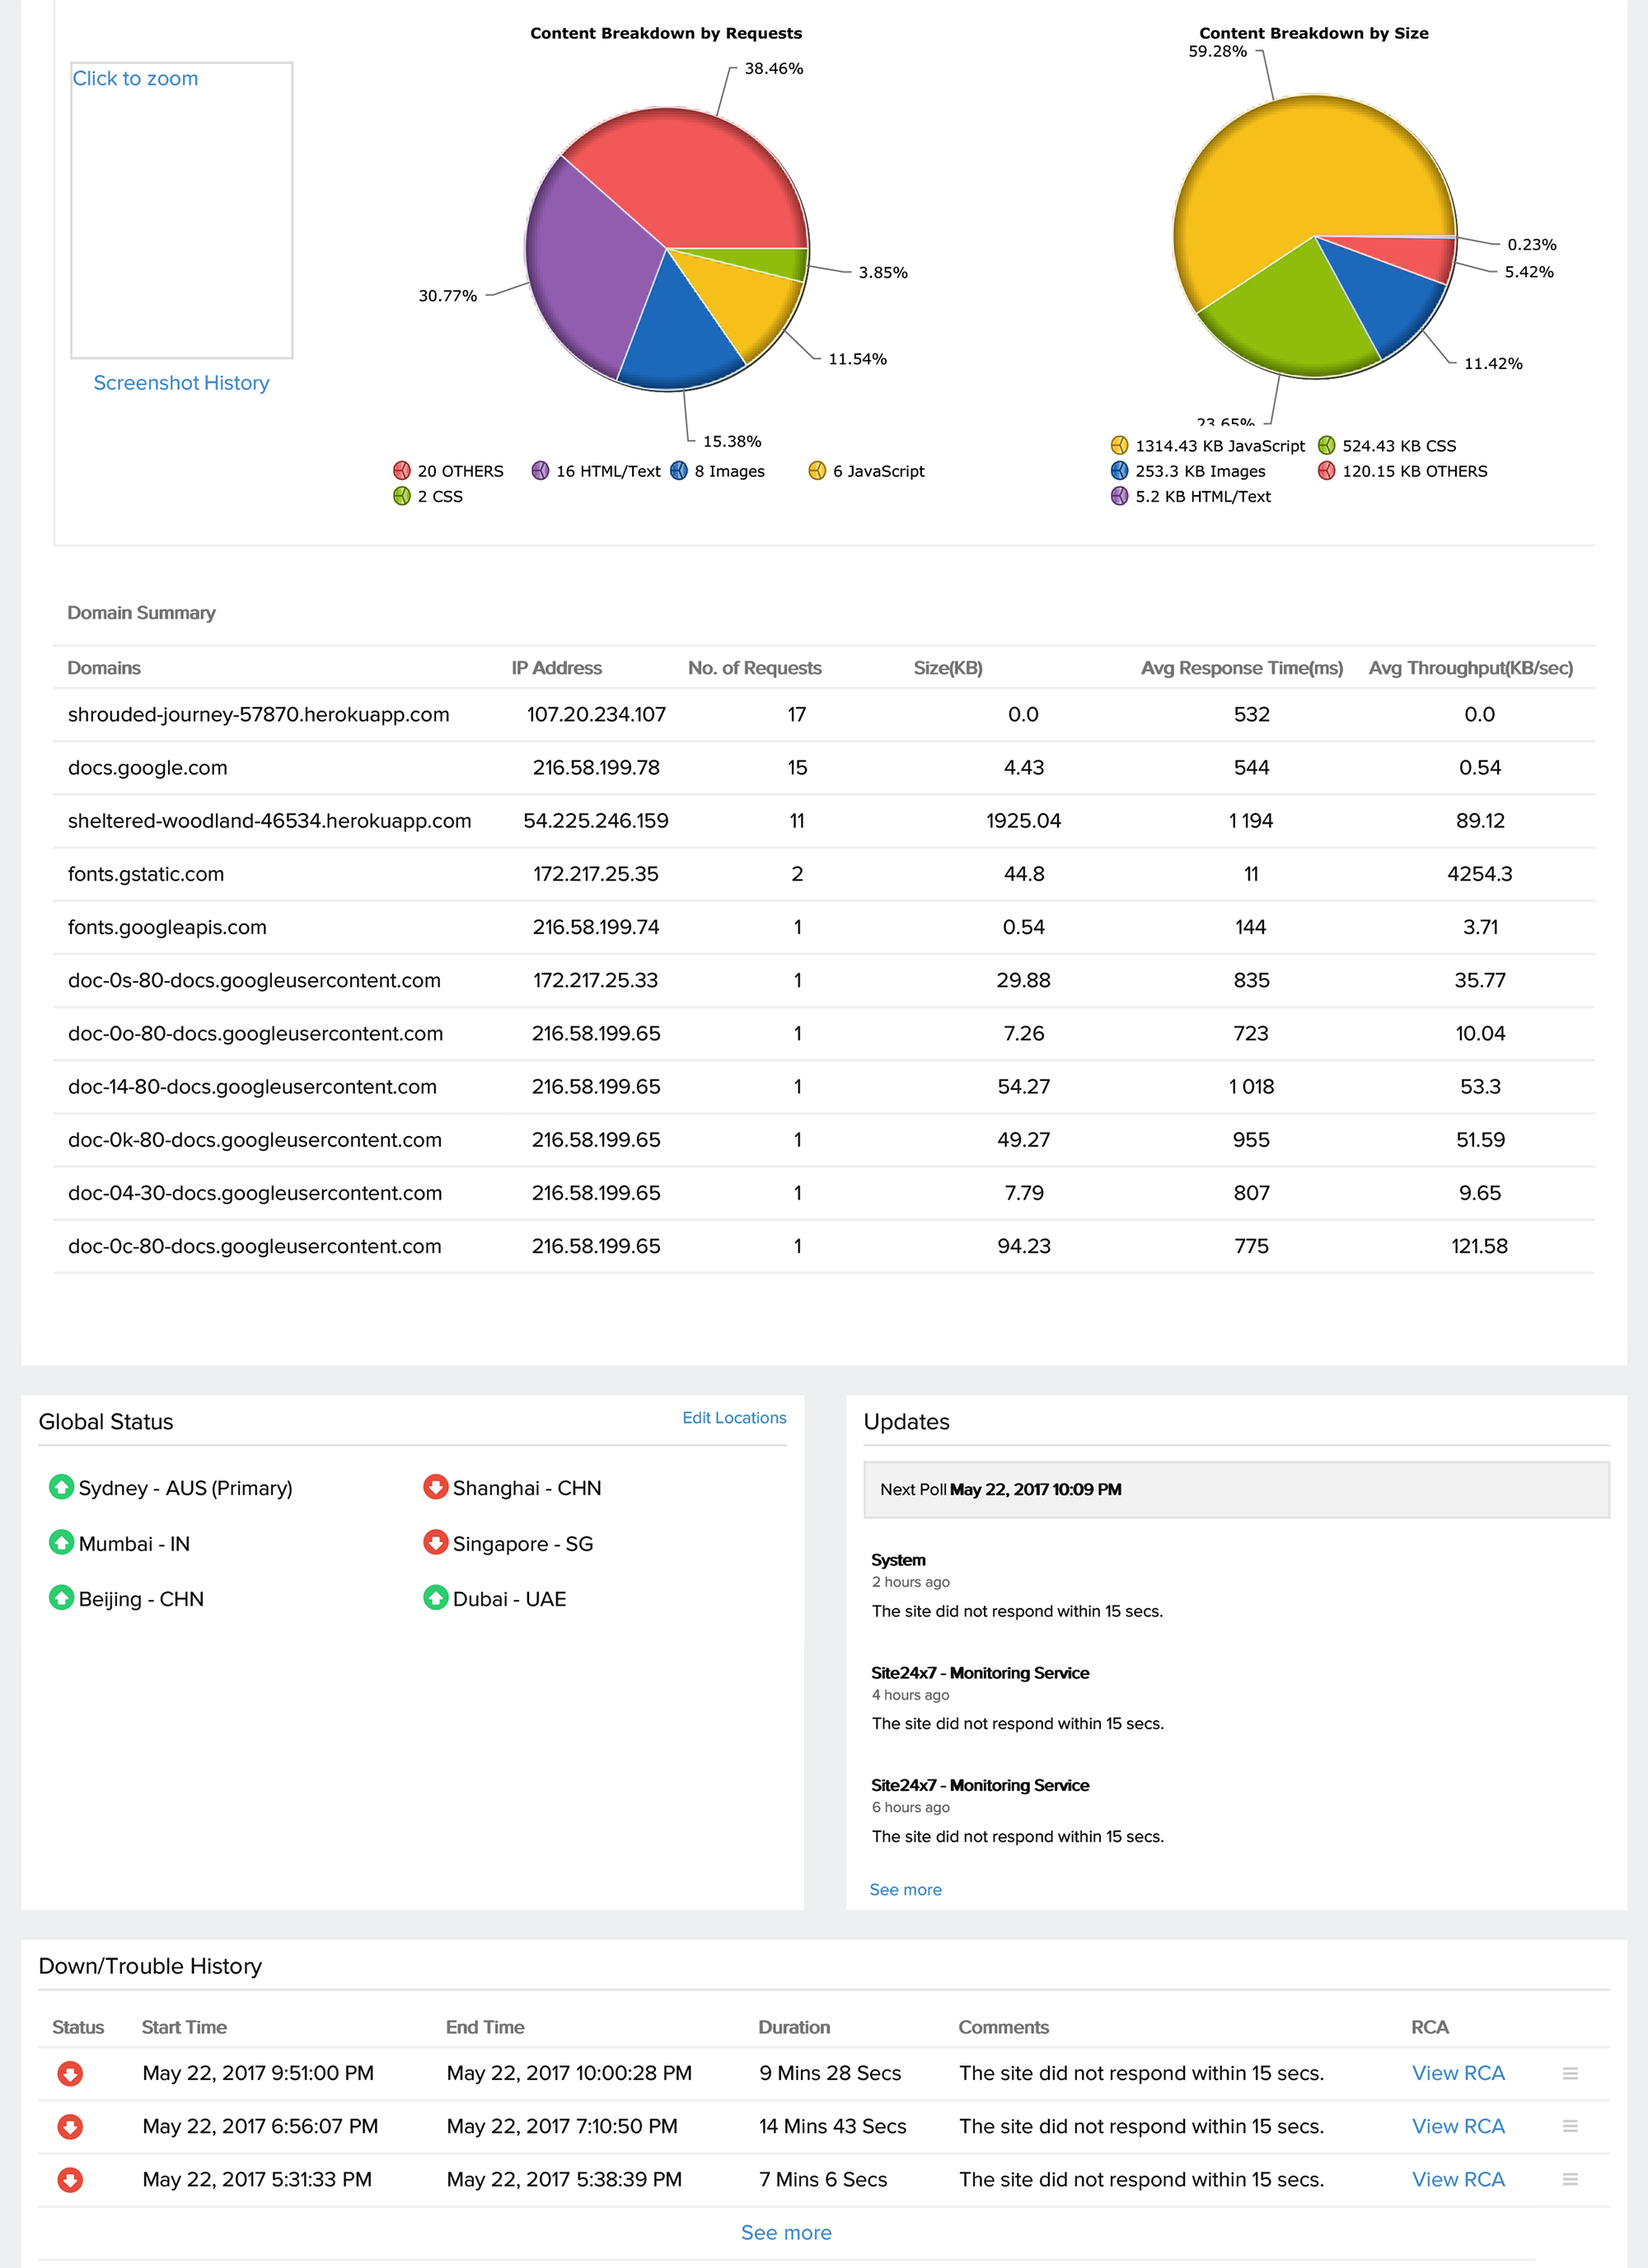 Content Breakdown by Requests
Content Breakdown by Size
59.28%
38.46%
Click to zoom
0.23%
5.42%
3.85%
30.77%
11.54%
11.42%
Screenshot History
23.65%
15.38%
1314.43 KB JavaScript 524.43 KB CSS
20 OTHERS 16 HTML/Text 8 Images 6 JavaScript
253.3 KB Images 120.15 KB OTHERS
2 CSS
5.2 KB HTML/Text
Domain Summary
Domains IP Address No. of Requests Size(KB) Avg Response Time(ms) Avg Throughput(KB/sec)
shrouded-journey-57870.herokuapp.com 107.20.234.107 17 0.0 532 0.0
docs.google.com 216.58.199.78 15 4.43 544 0.54
sheltered-woodland-46534.herokuapp.com 54.225.246.159 11 1925.04 1 194 89.12
fonts.gstatic.com 172.217.25.35 2 44.8 11 4254.3
fonts.googleapis.com 216.58.199.74 1 0.54 144 3.71
doc-0s-80-docs.googleusercontent.com 172.217.25.33 1 29.88 835 35.77
doc-0o-80-docs.googleusercontent.com 216.58.199.65 1 7.26 723 10.04
doc-14-80-docs.googleusercontent.com 216.58.199.65 1 54.27 1 018 53.3
doc-0k-80-docs.googleusercontent.com 216.58.199.65 1 49.27 955 51.59
doc-04-30-docs.googleusercontent.com 216.58.199.65 1 7.79 807 9.65
doc-0c-80-docs.googleusercontent.com 216.58.199.65 1 94.23 775 121.58
Global Status Edit Locations
Sydney - AUS (Primary) Shanghai - CHN
Mumbai - IN Singapore - SG
Beijing - CHN Dubai - UAE
Updates
Next Poll May 22, 2017 10:09 PM
System
2 hours ago
The site did not respond within 15 secs.
Site24x7 - Monitoring Service
4 hours ago
The site did not respond within 15 secs.
Site24x7 - Monitoring Service
6 hours ago
The site did not respond within 15 secs.
See more
Down/Trouble History
Status Start Time End Time Duration Comments RCA
May 22, 2017 9:51:00 PM May 22, 2017 10:00:28 PM 9 Mins 28 Secs The site did not respond within 15 secs. View RCA
May 22, 2017 6:56:07 PM May 22, 2017 7:10:50 PM 14 Mins 43 Secs The site did not respond within 15 secs. View RCA
May 22, 2017 5:31:33 PM May 22, 2017 5:38:39 PM 7 Mins 6 Secs The site did not respond within 15 secs. View RCA
See more